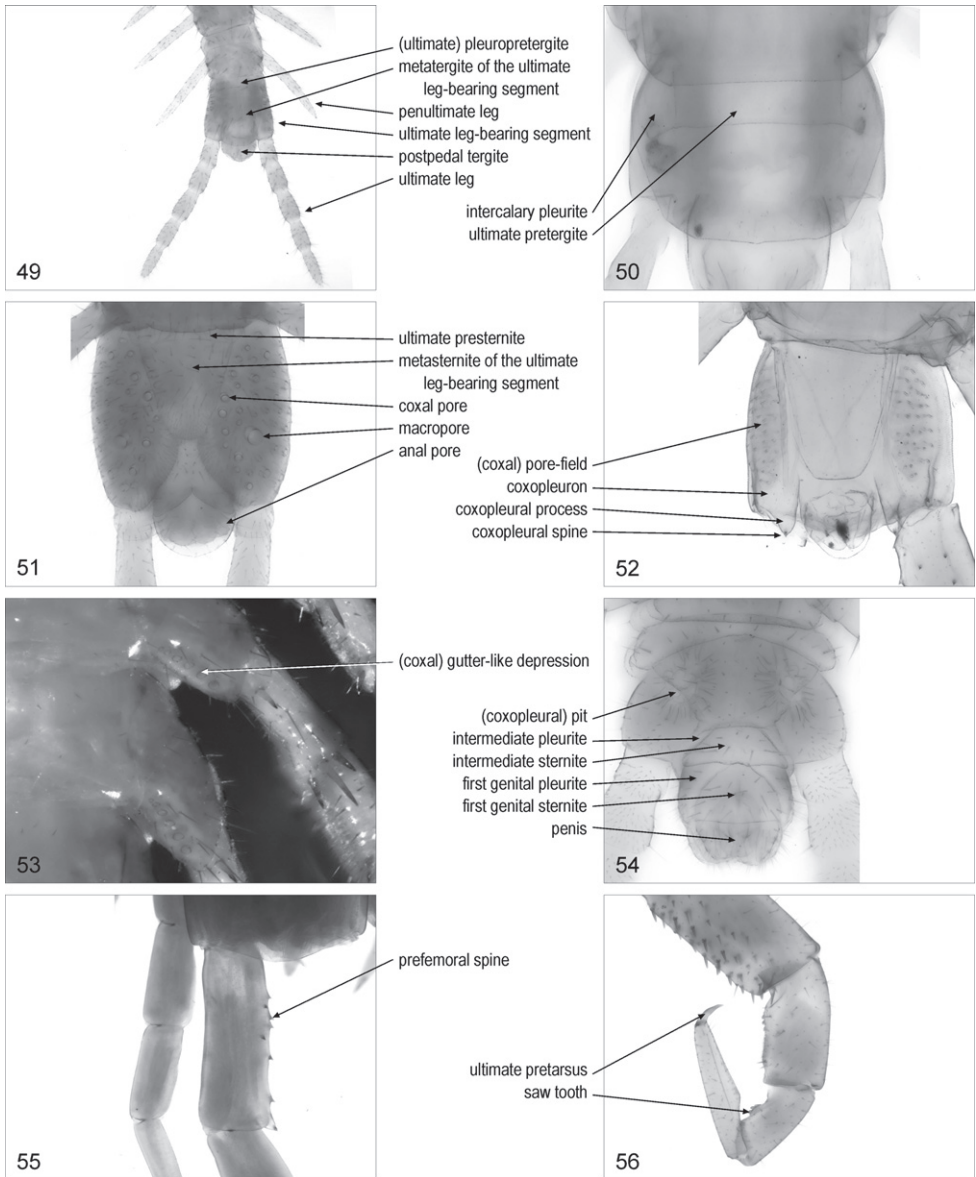 (ultimate) pleuropretergite
metatergite of the ultimate
leg-bearing segment
penultimate leg
ultimate leg-bearing segment
postpedal tergite
ultimate leg
49
intercalary pleurite
ultimate pretergite
50
ultimate presternite
metasternite of the ultimate
leg-bearing segment
coxal pore
macropore
anal pore
51
(coxal) pore-field
coxopleuron
coxopleural process
coxopleural spine
52
(coxal) gutter-like depression
53
(coxopleural) pit
intermediate pleurite
intermediate sternite
first genital pleurite
first genital sternite
penis
54
prefemoral spine
55
ultimate pretarsus
saw tooth
56